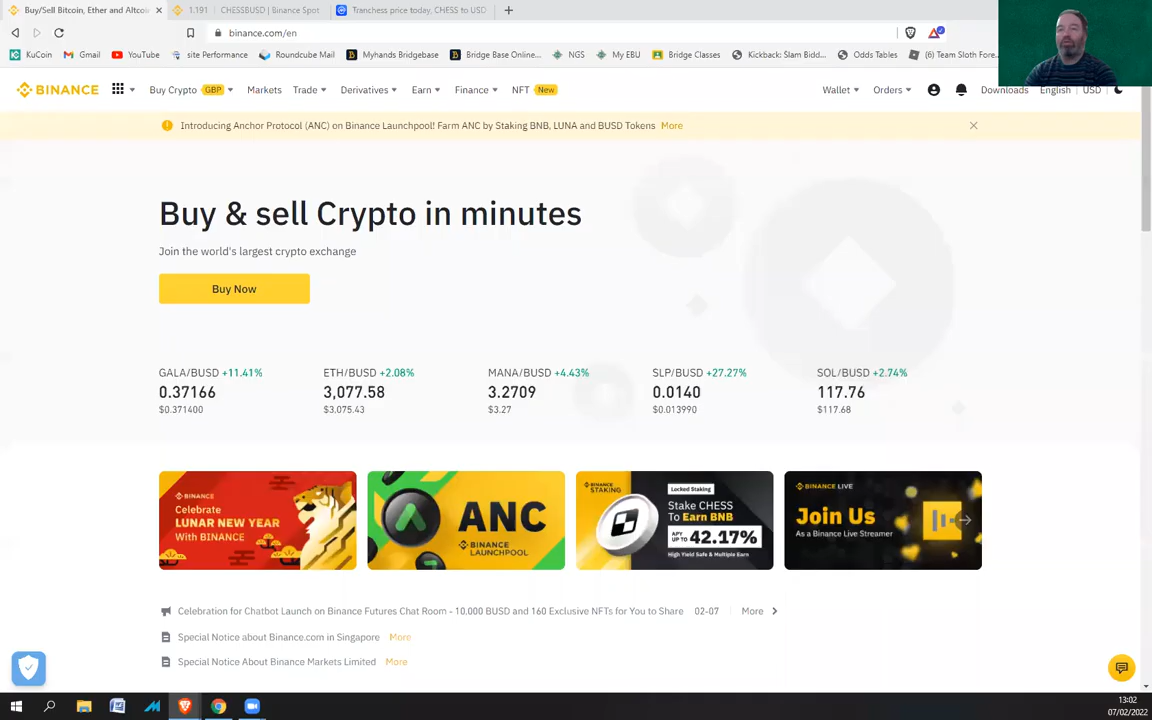 Buy/Sell Bitcoin, Ether and Altcoi
1.191 CHESSBUSD | Binance Spot
Tranchess price today, CHESS to USD
binance.com/en
KuCoin
Gmail
YouTube
site Performance
Roundcube Mail
Myhands Bridgebase
Bridge Base Online...
NGS
My EBU
Bridge Classes
Kickback: Slam Bidd...
Odds Tables
(6) Team Sloth Fore...
BINANCE
Buy Crypto GBP
Markets
Trade
Derivatives
Earn
Finance
NFT New
Wallet
Orders
Downloads
English
USD
Introducing Anchor Protocol (ANC) on Binance Launchpool! Farm ANC by Staking BNB, LUNA and BUSD Tokens More
Buy & sell Crypto in minutes
Join the world's largest crypto exchange
Buy Now
GALA/BUSD +11.41%
0.37166
$0.371400
ETH/BUSD +2.08%
3,077.58
$3,075.43
MANA/BUSD +4.43%
3.2709
$3.27
SLP/BUSD +27.27%
0.0140
$0.013990
SOL/BUSD +2.74%
117.76
$117.68
BINANCE
Celebrate
LUNAR NEW YEAR
With BINANCE
ANC
BINANCE
LAUNCHPOOL
BINANCE
STAKING
Locked Staking
Stake CHESS
To Earn BNB
APY
UP TO 42.17%
High Yield Safe & Multiple Earn
BINANCE LIVE
Join Us
As a Binance Live Streamer
Celebration for Chatbot Launch on Binance Futures Chat Room - 10,000 BUSD and 160 Exclusive NFTs for You to Share 02-07 More
Special Notice about Binance.com in Singapore More
Special Notice About Binance Markets Limited More
13:02
07/02/2022